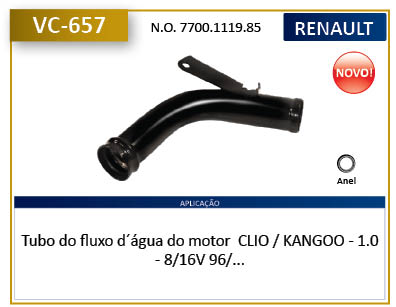 VC-657
N.O. 7700.1119.85
RENAULT
NOVO!
Anel
APLICAÇÃO
Tubo do fluxo d´água do motor CLIO / KANGOO - 1.0
- 8/16V 96/...